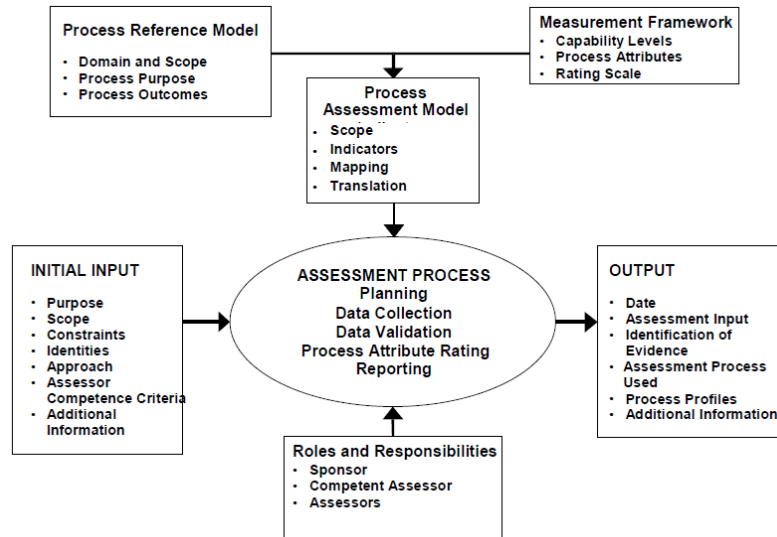 Process Reference Model
• Domain and Scope
• Process Purpose
• Process Outcomes
Measurement Framework
• Capability Levels
• Process Attributes
• Rating Scale
Process
Assessment Model
• Scope
• Indicators
• Mapping
• Translation
INITIAL INPUT
• Purpose
• Scope
• Constraints
• Identities
• Approach
• Assessor
Competence Criteria
• Additional
Information
ASSESSMENT PROCESS
Planning
Data Collection
Data Validation
Process Attribute Rating
Reporting
OUTPUT
• Date
• Assessment Input
• Identification of
Evidence
• Assessment Process
Used
• Process Profiles
• Additional Information
Roles and Responsibilities
• Sponsor
• Competent Assessor
• Assessors